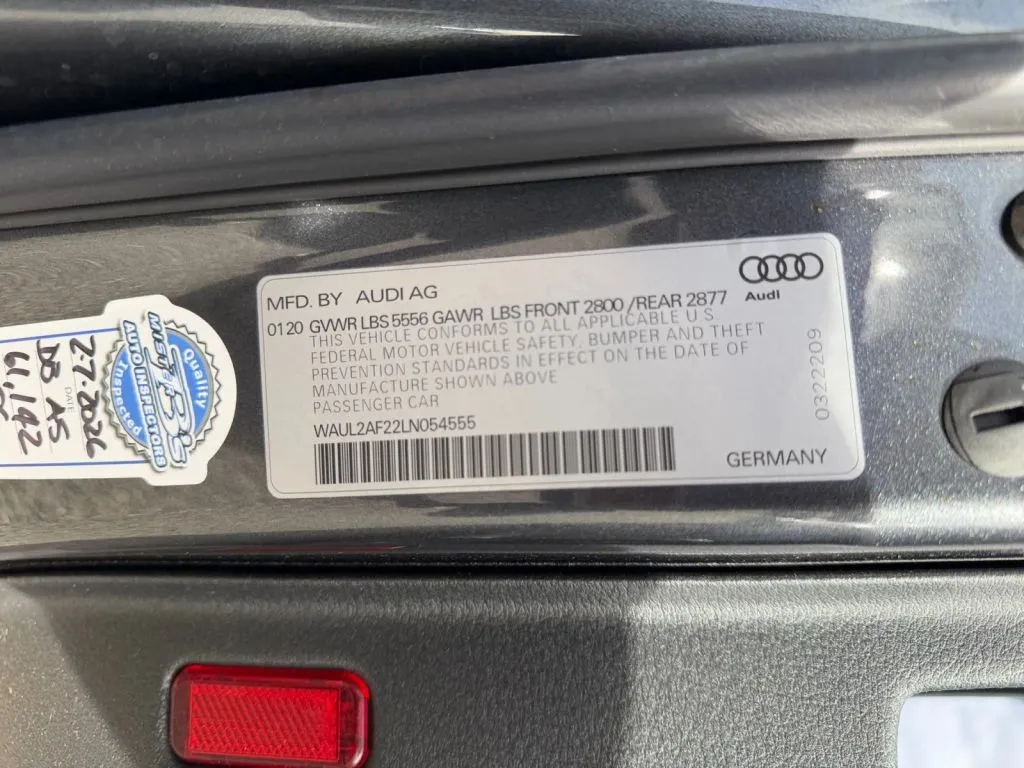 MFD. BY AUDI AG
Audi
0120 GVWR LBS 5556 GAWR LBS FRONT 2800 /REAR 2877
THIS VEHICLE CONFORMS TO ALL APPLICABLE U S.
FEDERAL MOTOR VEHICLE SAFETY, BUMPER AND THEFT
PREVENTION STANDARDS IN EFFECT ON THE DATE OF
MANUFACTURE SHOWN ABOVE
PASSENGER CAR
WAUL2AF22LN054555
GERMANY
0322209
Quality
AUTO INSPECTORS
Inspected
2-7-2026
DATE
61,142